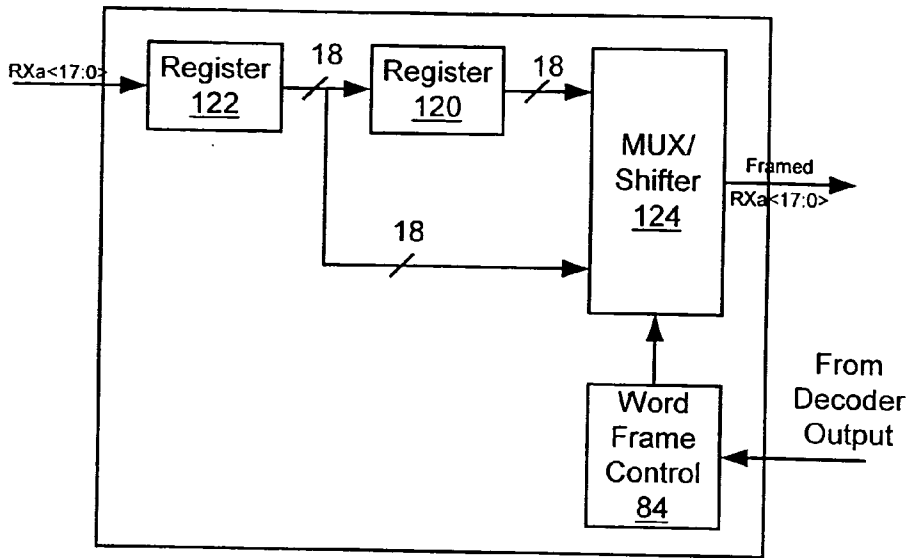 RXa<17:0>
Register
122
18
Register
120
18
MUX/
Shifter
124
Framed
RXa<17:0>
18
Word
Frame
Control
84
From
Decoder
Output